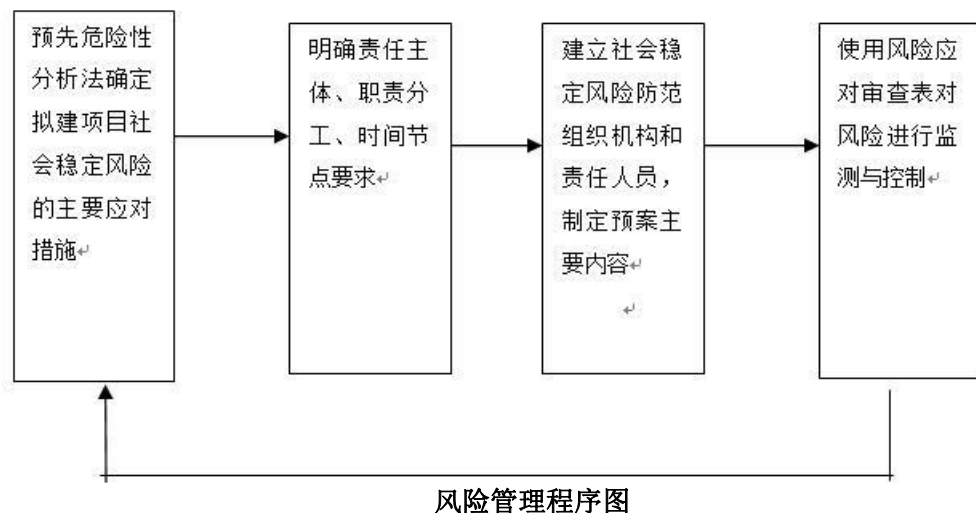 预先危险性
分析法确定
拟建项目社
会稳定风险
的主要应对
措施↵
明确责任主
体、职责分
工、时间节
点要求↵
建立社会稳
定风险防范
组织机构和
责任人员，
制定预案主
要内容↵
↵
使用风险应
对审查表对
风险进行监
测与控制↵
风险管理程序图